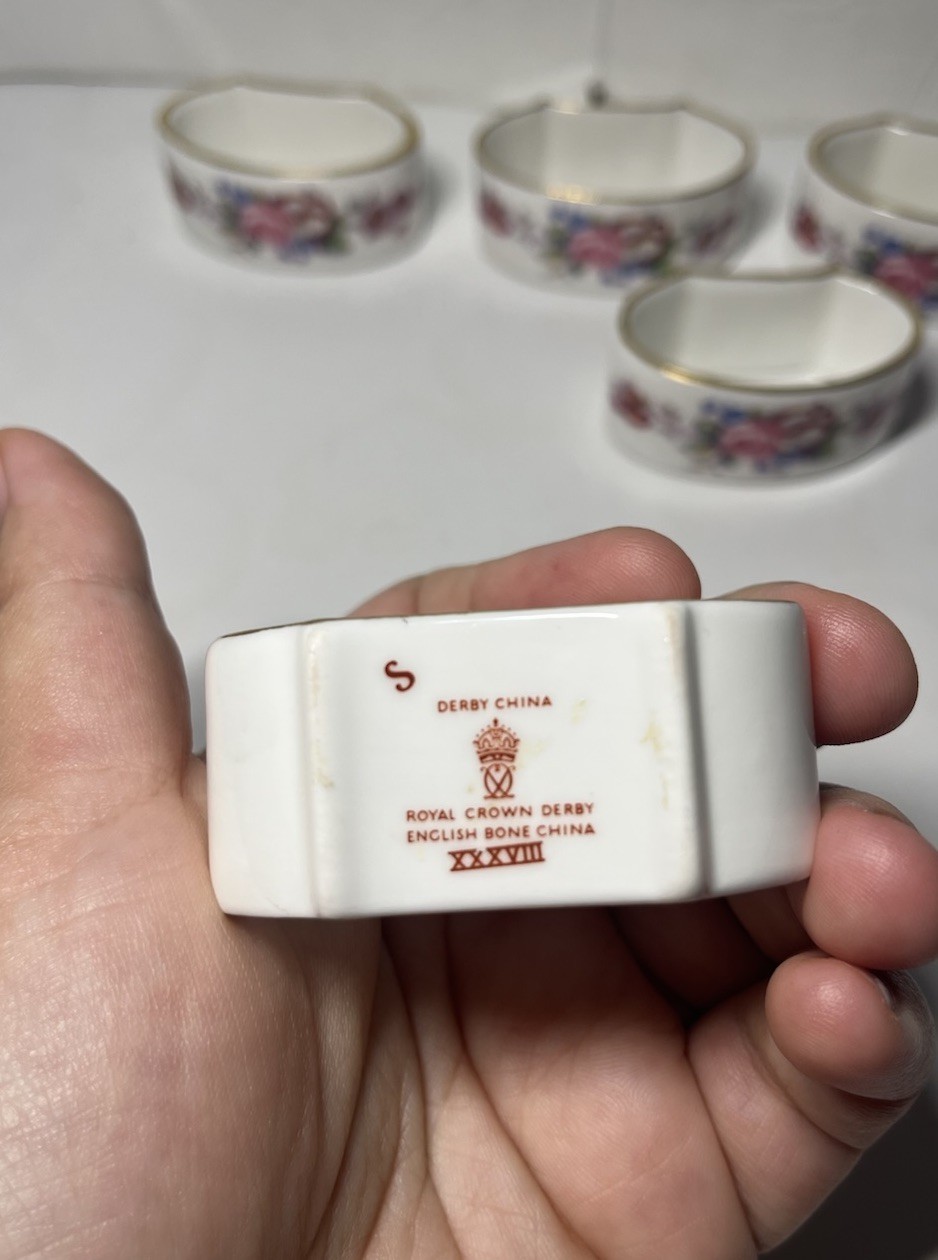 S
DERBY CHINA
ROYAL CROWN DERBY
ENGLISH BONE CHINA
XXXVIII